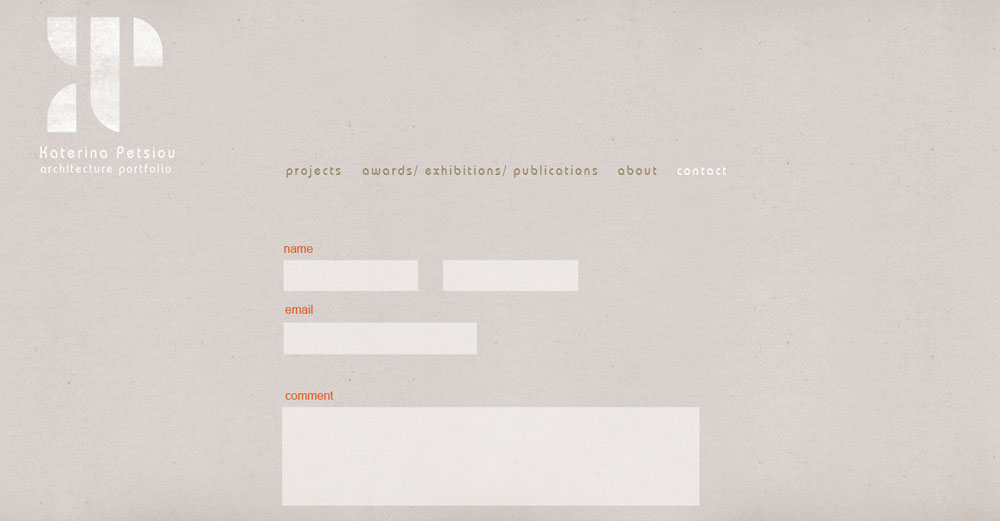 Katerina Petsiou
architecture portfolio
projects awards/ exhibitions/ publications about contact
name
email
comment